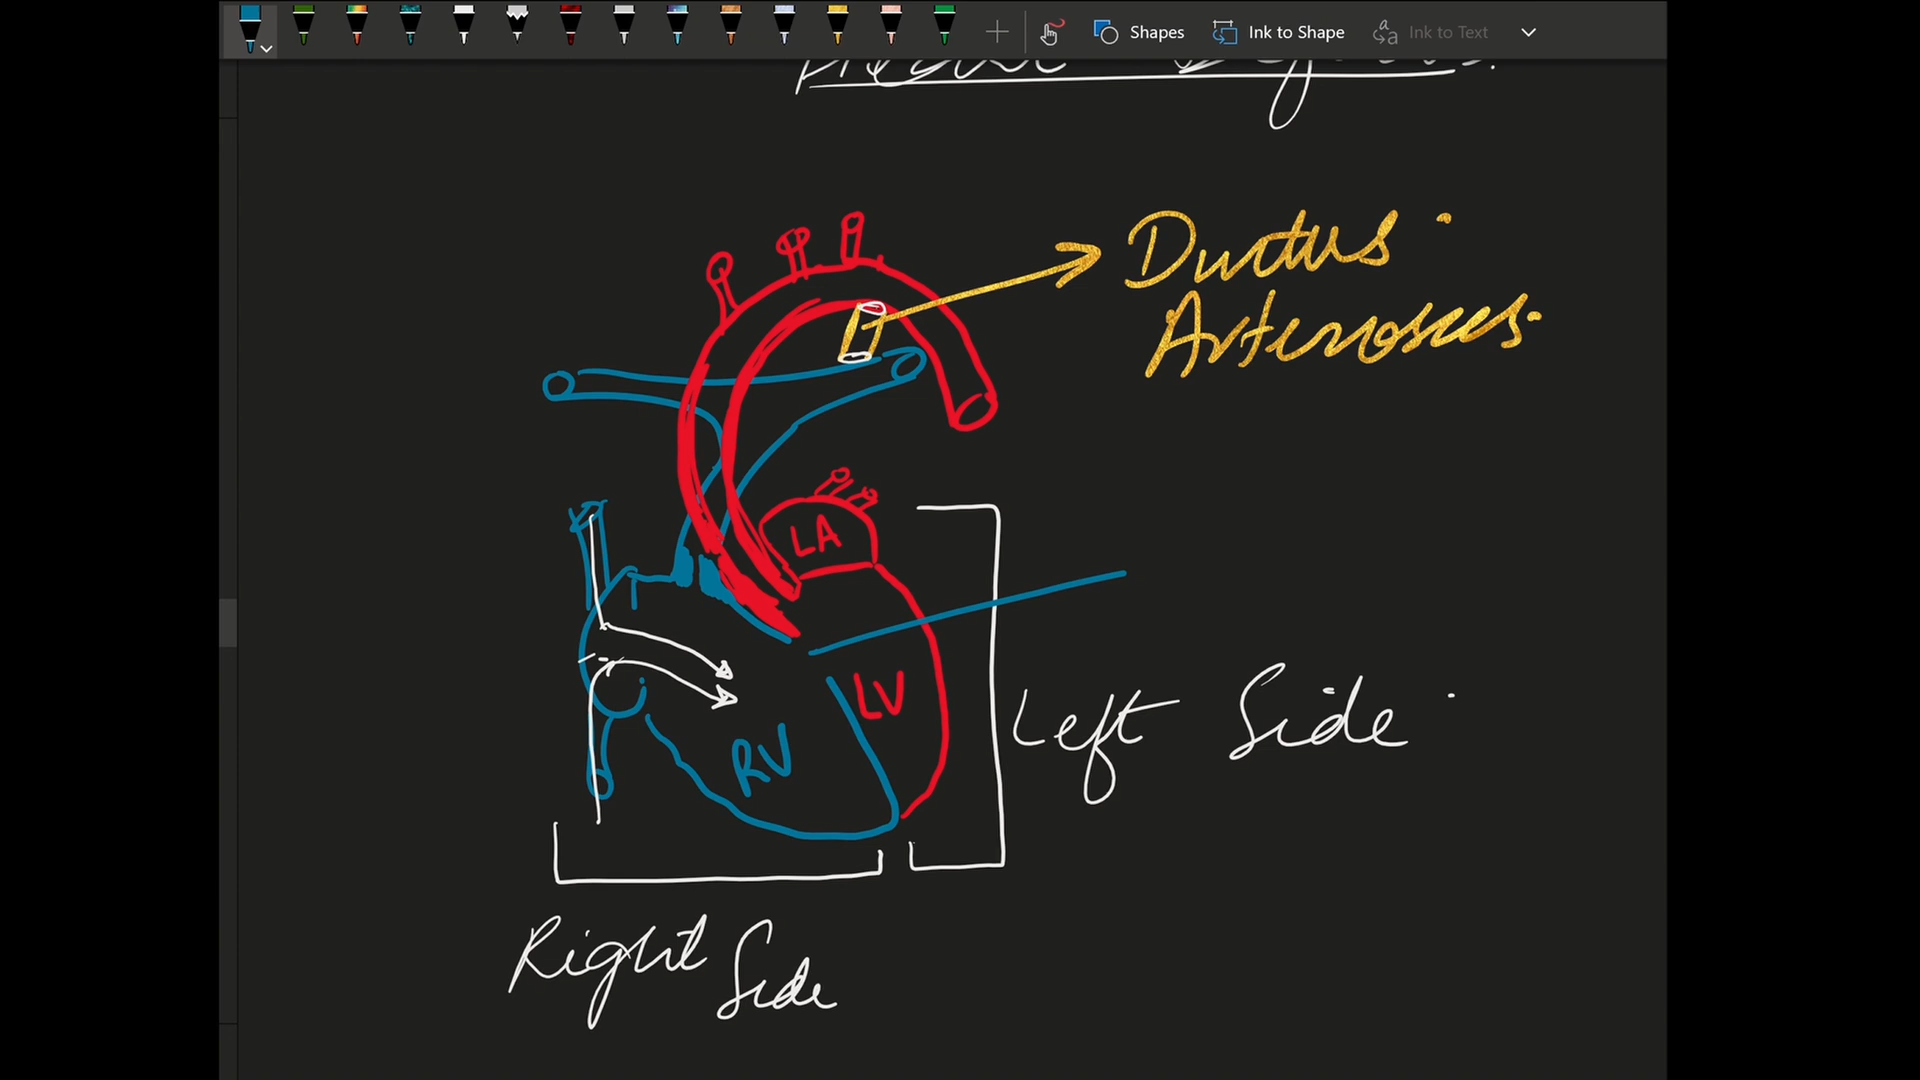 Shapes
Ink to Shape
Ink to Text
Ductus
Arteriosus.
LA
LV
RV
Left Side
Right Side